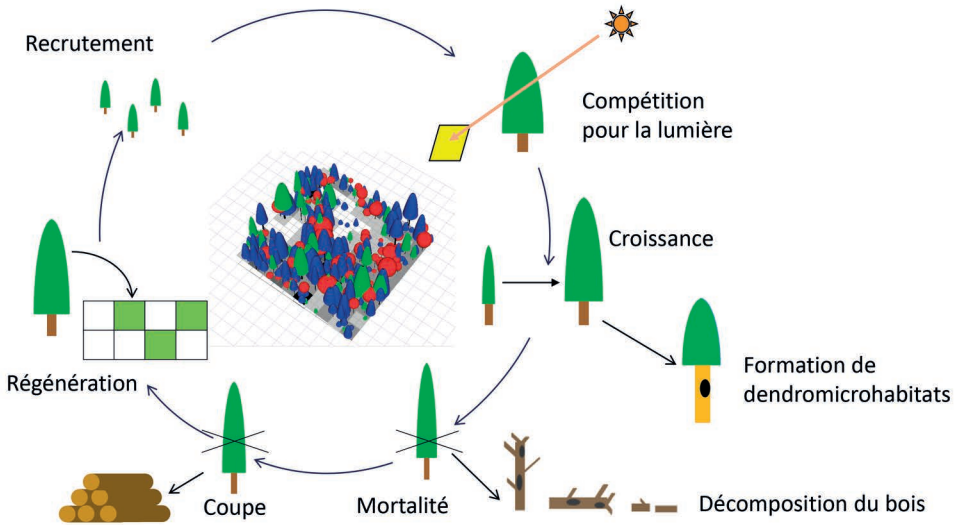 Recrutement
Compétition
pour la lumière
Croissance
Formation de
dendromicrohabitats
Régénération
Coupe
Mortalité
Décomposition du bois